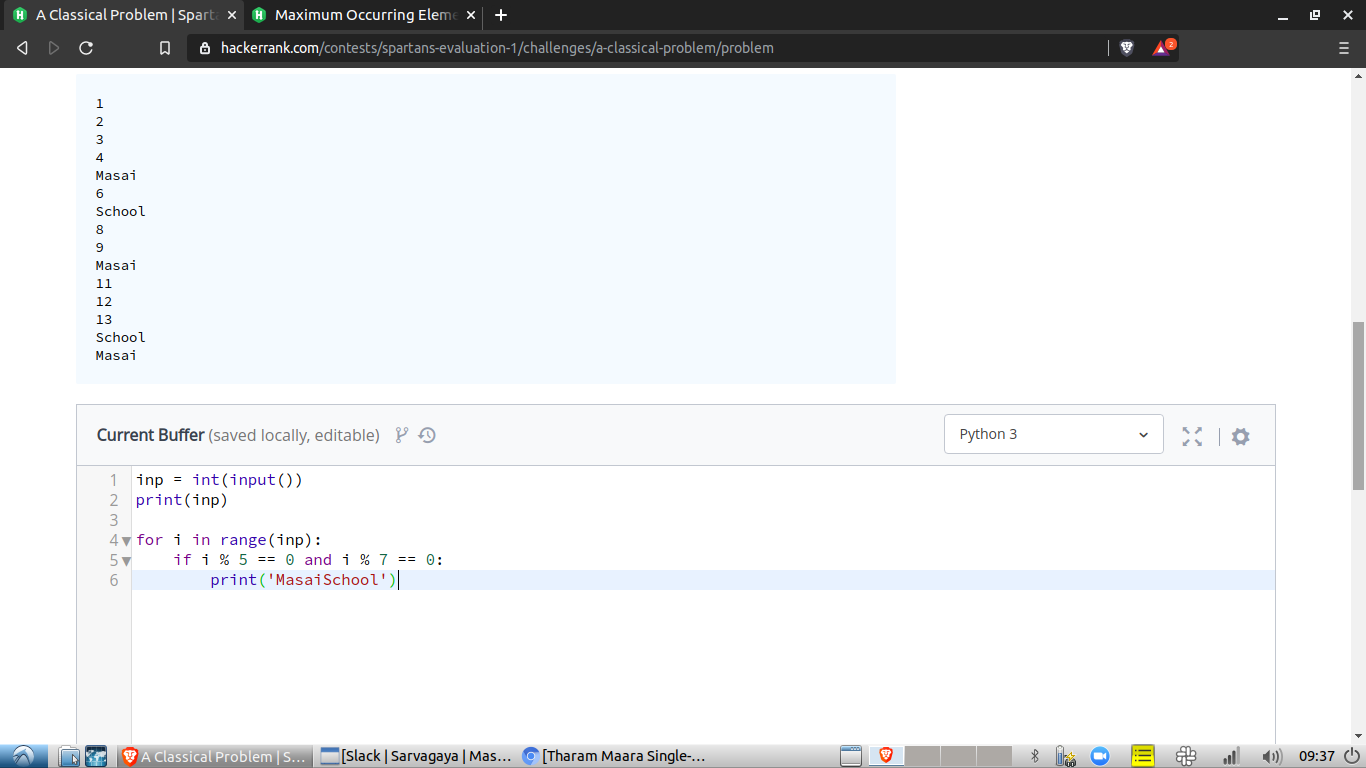 A Classical Problem | Spart
Maximum Occurring Eleme
hackerrank.com/contests/spartans-evaluation-1/challenges/a-classical-problem/problem
2
1
2
3
4
Masai
6
School
8
9
Masai
11
12
13
School
Masai
Current Buffer (saved locally, editable)
Python 3
1 inp = int(input())
2 print(inp)
3
4 for i in range(inp):
5 if i % 5 == 0 and i % 7 == 0:
6 print('MasaiSchool')
A Classical Problem | S...
[Slack | Sarvagaya | Mas...
[Tharam Maara Single-...
09:37